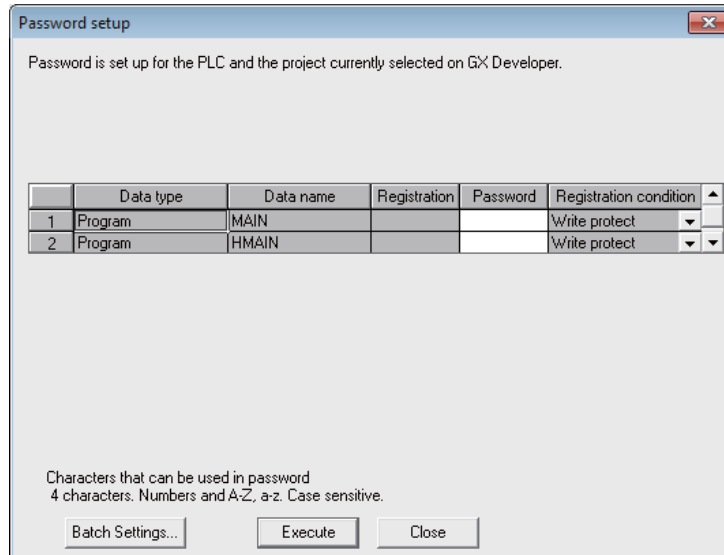 Password setup
Password is set up for the PLC and the project currently selected on GX Developer.
Data type Data name Registration Password Registration condition
1 Program MAIN Write protect
2 Program HMAIN Write protect
Characters that can be used in password
4 characters. Numbers and A-Z, a-z. Case sensitive.
Batch Settings... Execute Close